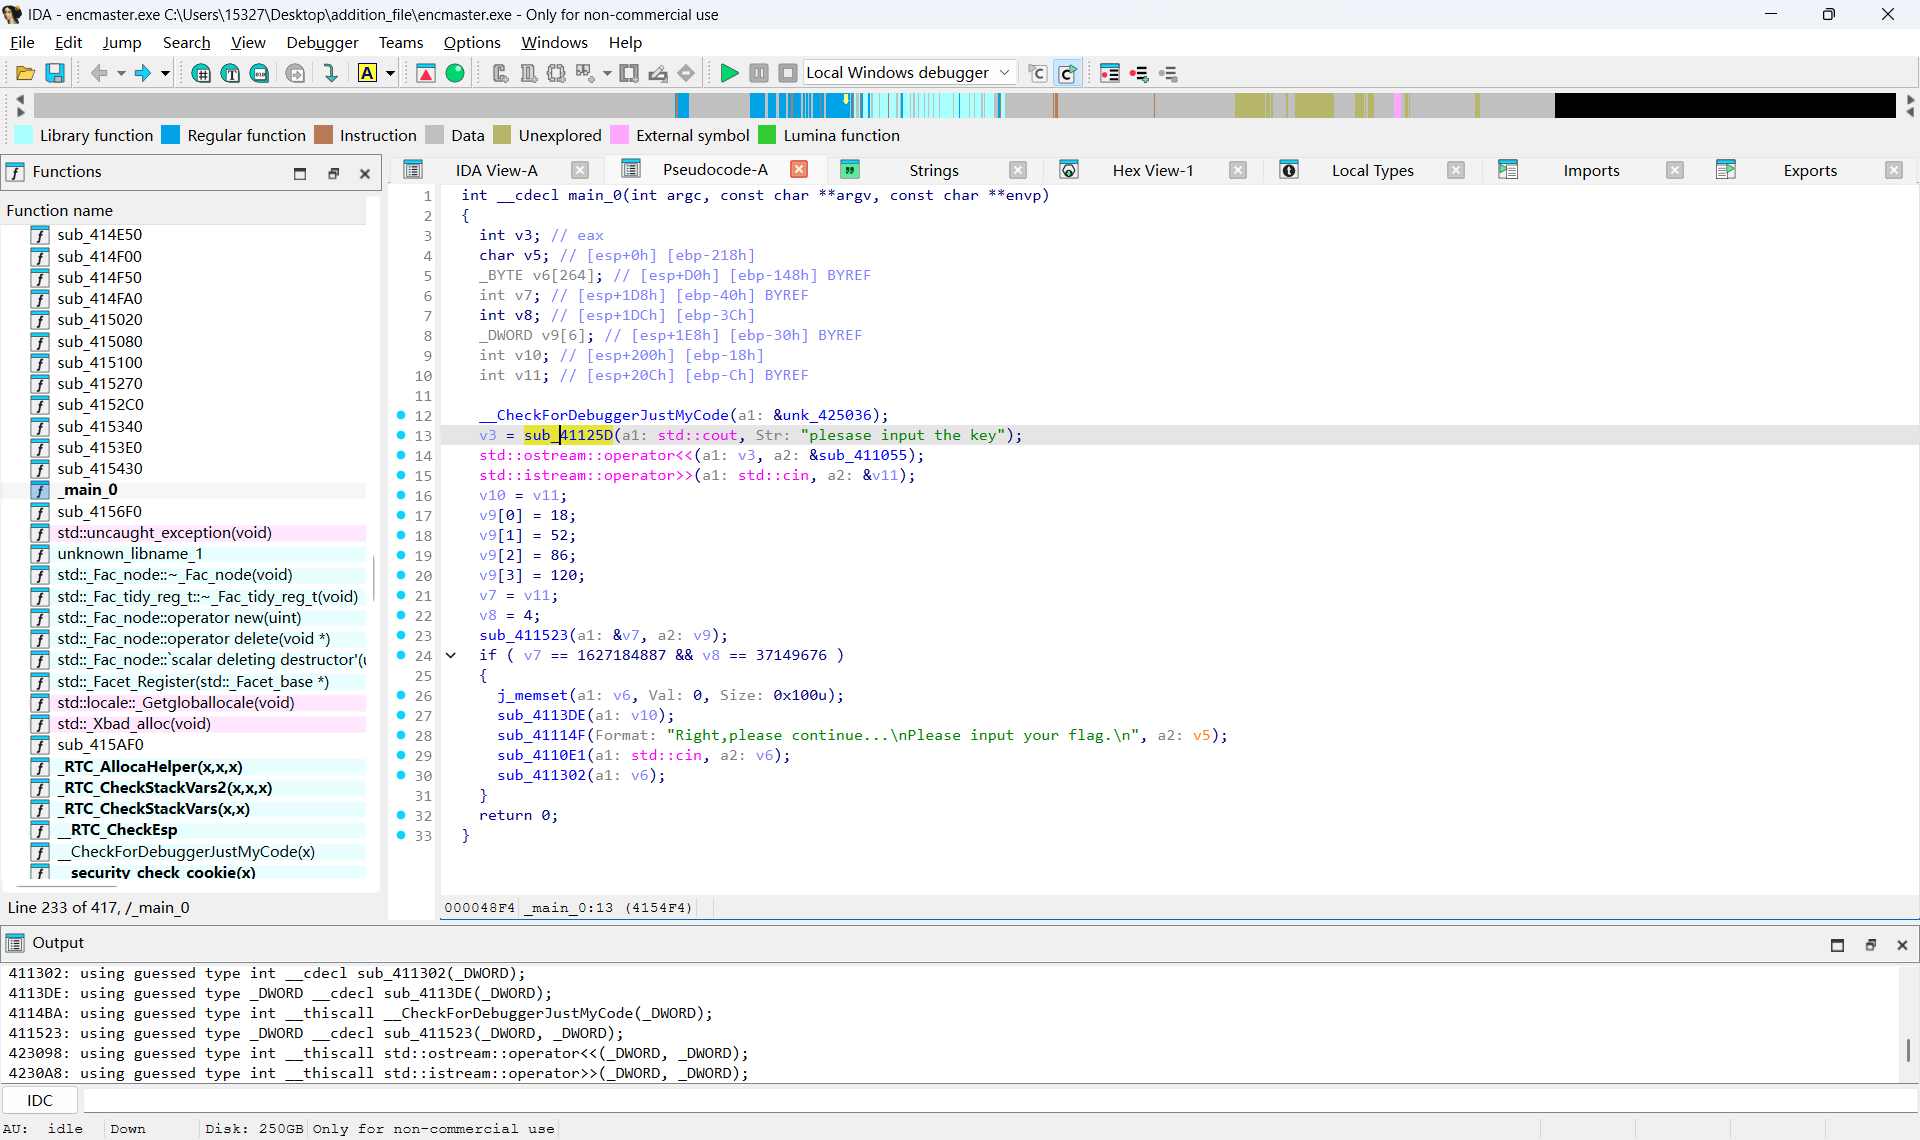 IDA - encmaster.exe C:\Users\15327\Desktop\addition_file\encmaster.exe - Only for non-commercial use
File Edit Jump Search View Debugger Teams Options Windows Help
Local Windows debugger
Library function Regular function Instruction Data Unexplored External symbol Lumina function
Functions
Function name
sub_414E50
sub_414F00
sub_414F50
sub_414FA0
sub_415020
sub_415080
sub_415100
sub_415270
sub_4152C0
sub_415340
sub_4153E0
sub_415430
_main_0
sub_4156F0
std::uncaught_exception(void)
unknown_libname_1
std::_Fac_node::~_Fac_node(void)
std::_Fac_tidy_reg_t::~_Fac_tidy_reg_t(void)
std::_Fac_node::operator new(uint)
std::_Fac_node::operator delete(void *)
std::_Fac_node::`scalar deleting destructor'(u
std::_Facet_Register(std::_Facet_base *)
std::locale::_Getgloballocale(void)
std::_Xbad_alloc(void)
sub_415AF0
_RTC_AllocaHelper(x,x,x)
_RTC_CheckStackVars2(x,x,x)
_RTC_CheckStackVars(x,x)
__RTC_CheckEsp
__CheckForDebuggerJustMyCode(x)
__security_check_cookie(x)
Line 233 of 417, /_main_0
IDA View-A Pseudocode-A Strings Hex View-1 Local Types Imports Exports
1 int __cdecl main_0(int argc, const char **argv, const char **envp)
2 {
3 int v3; // eax
4 char v5; // [esp+0h] [ebp-218h]
5 _BYTE v6[264]; // [esp+D0h] [ebp-148h] BYREF
6 int v7; // [esp+1D8h] [ebp-40h] BYREF
7 int v8; // [esp+1DCh] [ebp-3Ch]
8 _DWORD v9[6]; // [esp+1E8h] [ebp-30h] BYREF
9 int v10; // [esp+200h] [ebp-18h]
10 int v11; // [esp+20Ch] [ebp-Ch] BYREF
11
12 __CheckForDebuggerJustMyCode(a1: &unk_425036);
13 v3 = sub_41125D(a1: std::cout, Str: "plesase input the key");
14 std::ostream::operator<<(a1: v3, a2: &sub_411055);
15 std::istream::operator>>(a1: std::cin, a2: &v11);
16 v10 = v11;
17 v9[0] = 18;
18 v9[1] = 52;
19 v9[2] = 86;
20 v9[3] = 120;
21 v7 = v11;
22 v8 = 4;
23 sub_411523(a1: &v7, a2: v9);
24 if ( v7 == 1627184887 && v8 == 37149676 )
25 {
26 j_memset(a1: v6, Val: 0, Size: 0x100u);
27 sub_4113DE(a1: v10);
28 sub_41114F(Format: "Right,please continue...\nPlease input your flag.\n", a2: v5);
29 sub_4110E1(a1: std::cin, a2: v6);
30 sub_411302(a1: v6);
31 }
32 return 0;
33 }
000048F4 _main_0:13 (4154F4)
Output
411302: using guessed type int __cdecl sub_411302(_DWORD);
4113DE: using guessed type _DWORD __cdecl sub_4113DE(_DWORD);
4114BA: using guessed type int __thiscall __CheckForDebuggerJustMyCode(_DWORD);
411523: using guessed type _DWORD __cdecl sub_411523(_DWORD, _DWORD);
423098: using guessed type int __thiscall std::ostream::operator<<(_DWORD, _DWORD);
4230A8: using guessed type int __thiscall std::istream::operator>>(_DWORD, _DWORD);
IDC
AU: idle Down Disk: 250GB Only for non-commercial use